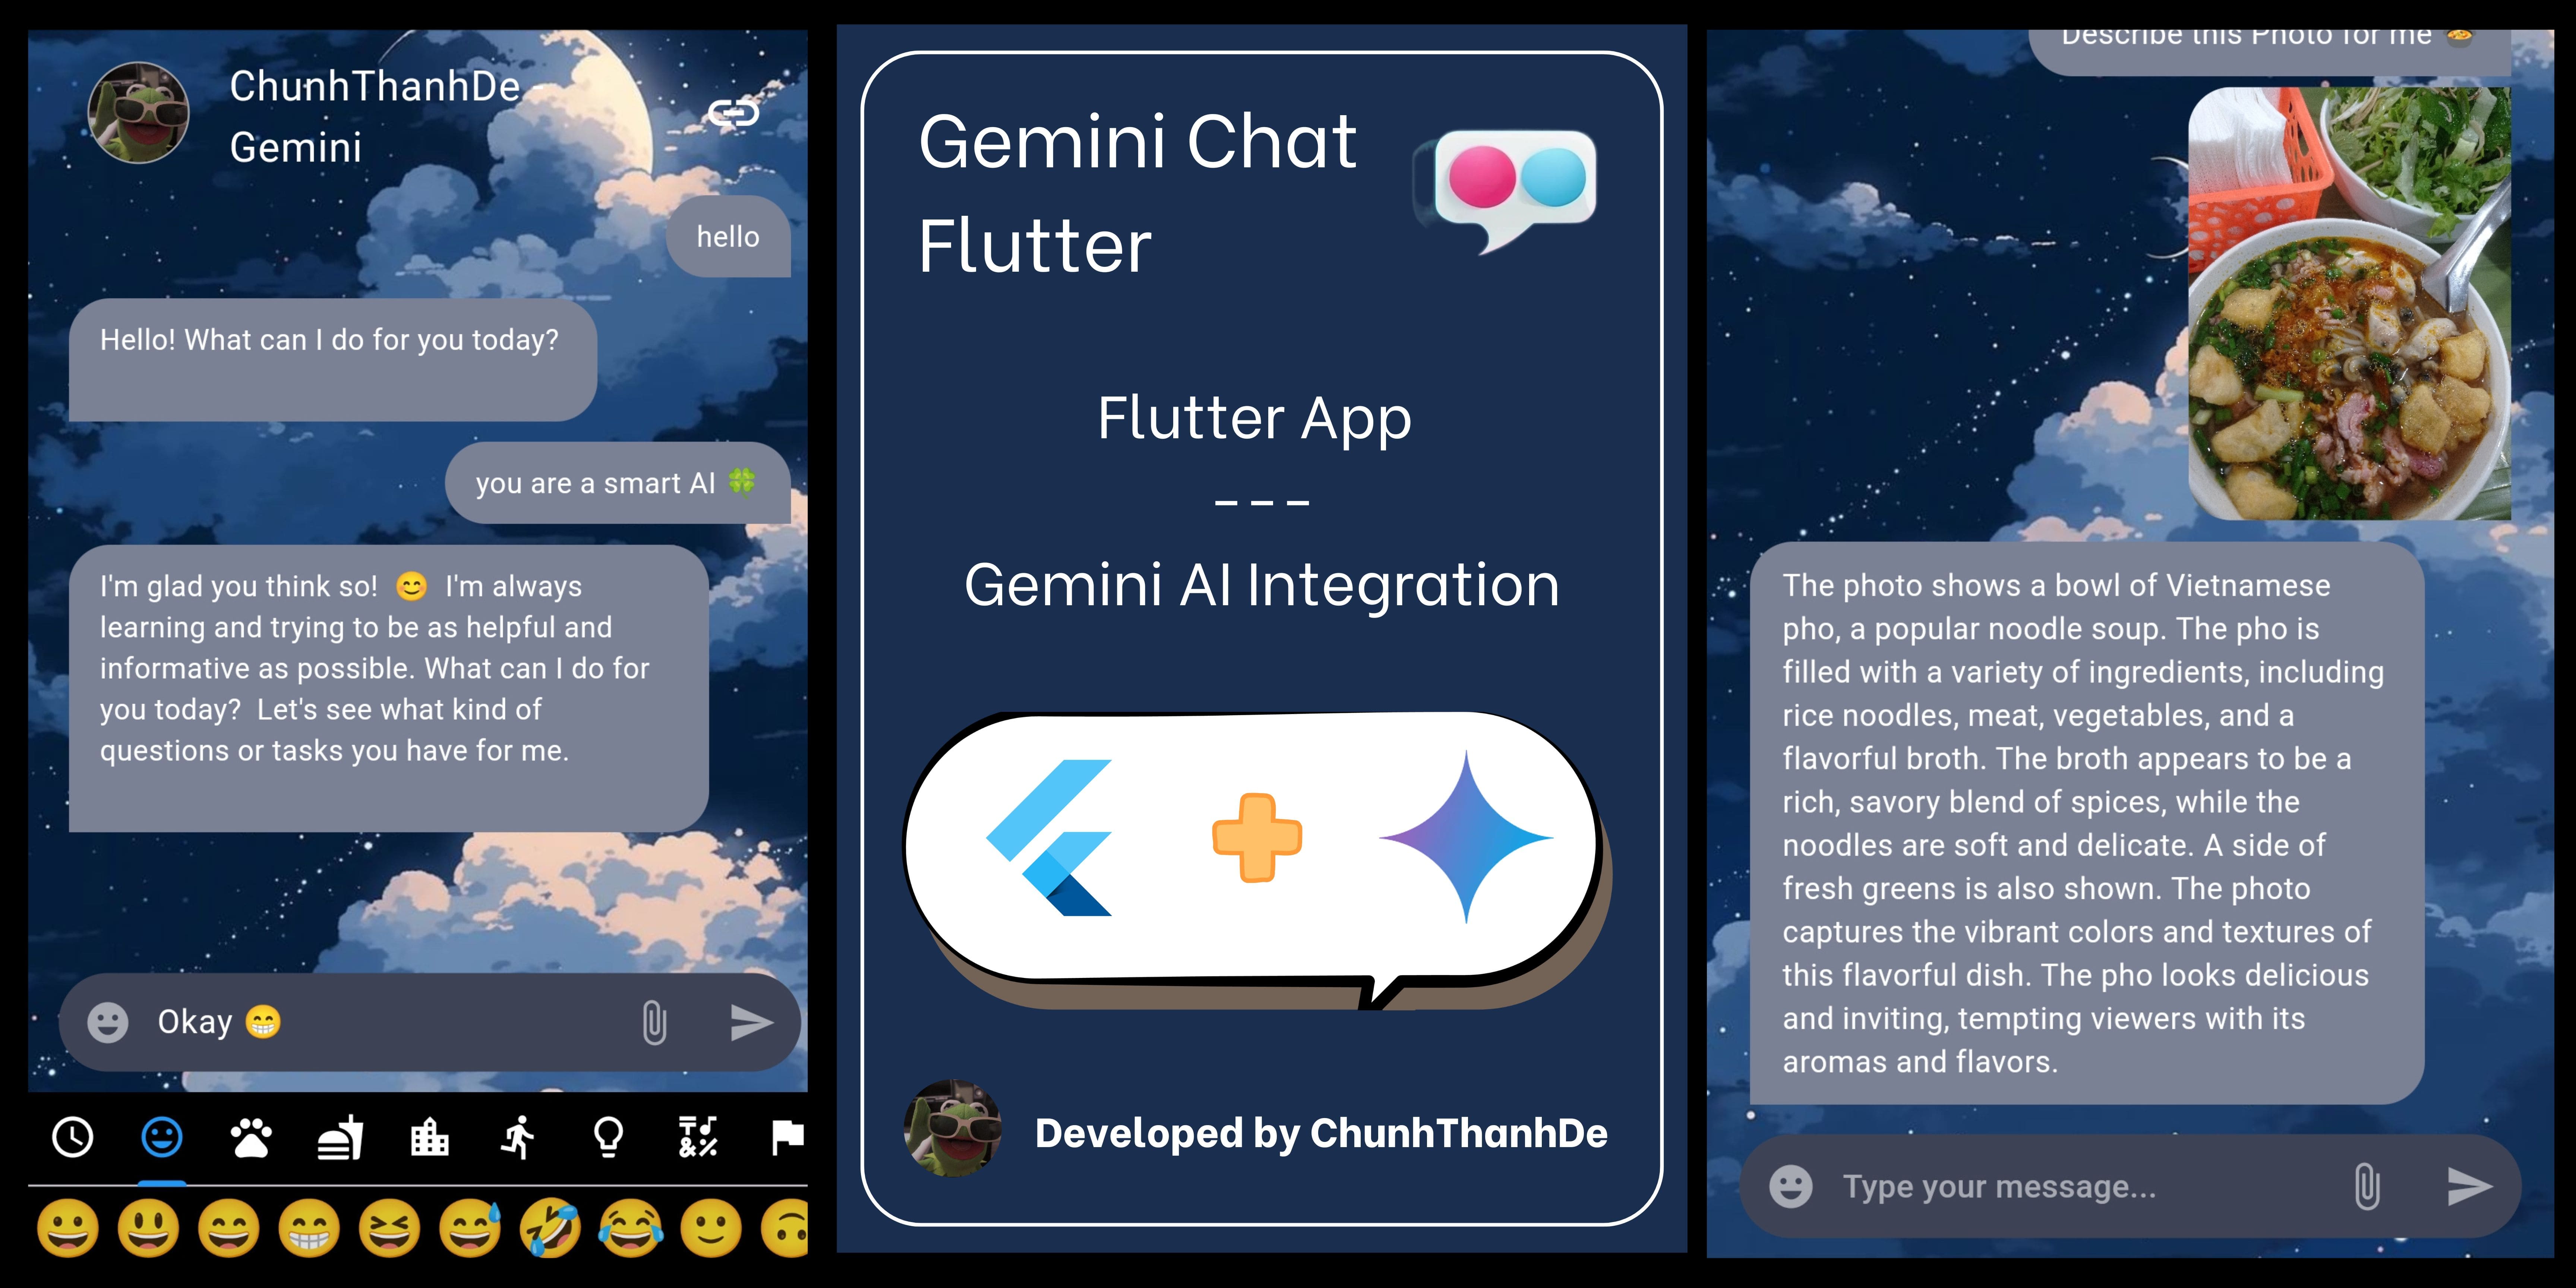 ChunhThanhDe -
Gemini
hello
Hello! What can I do for you today?
you are a smart AI 🍀
I'm glad you think so! 😊 I'm always
learning and trying to be as helpful and
informative as possible. What can I do for
you today? Let's see what kind of
questions or tasks you have for me.
Okay 😁
Gemini Chat
Flutter
Flutter App
---
Gemini AI Integration
Developed by ChunhThanhDe
Describe this Photo for me 🍜
The photo shows a bowl of Vietnamese
pho, a popular noodle soup. The pho is
filled with a variety of ingredients, including
rice noodles, meat, vegetables, and a
flavorful broth. The broth appears to be a
rich, savory blend of spices, while the
noodles are soft and delicate. A side of
fresh greens is also shown. The photo
captures the vibrant colors and textures of
this flavorful dish. The pho looks delicious
and inviting, tempting viewers with its
aromas and flavors.
Type your message...